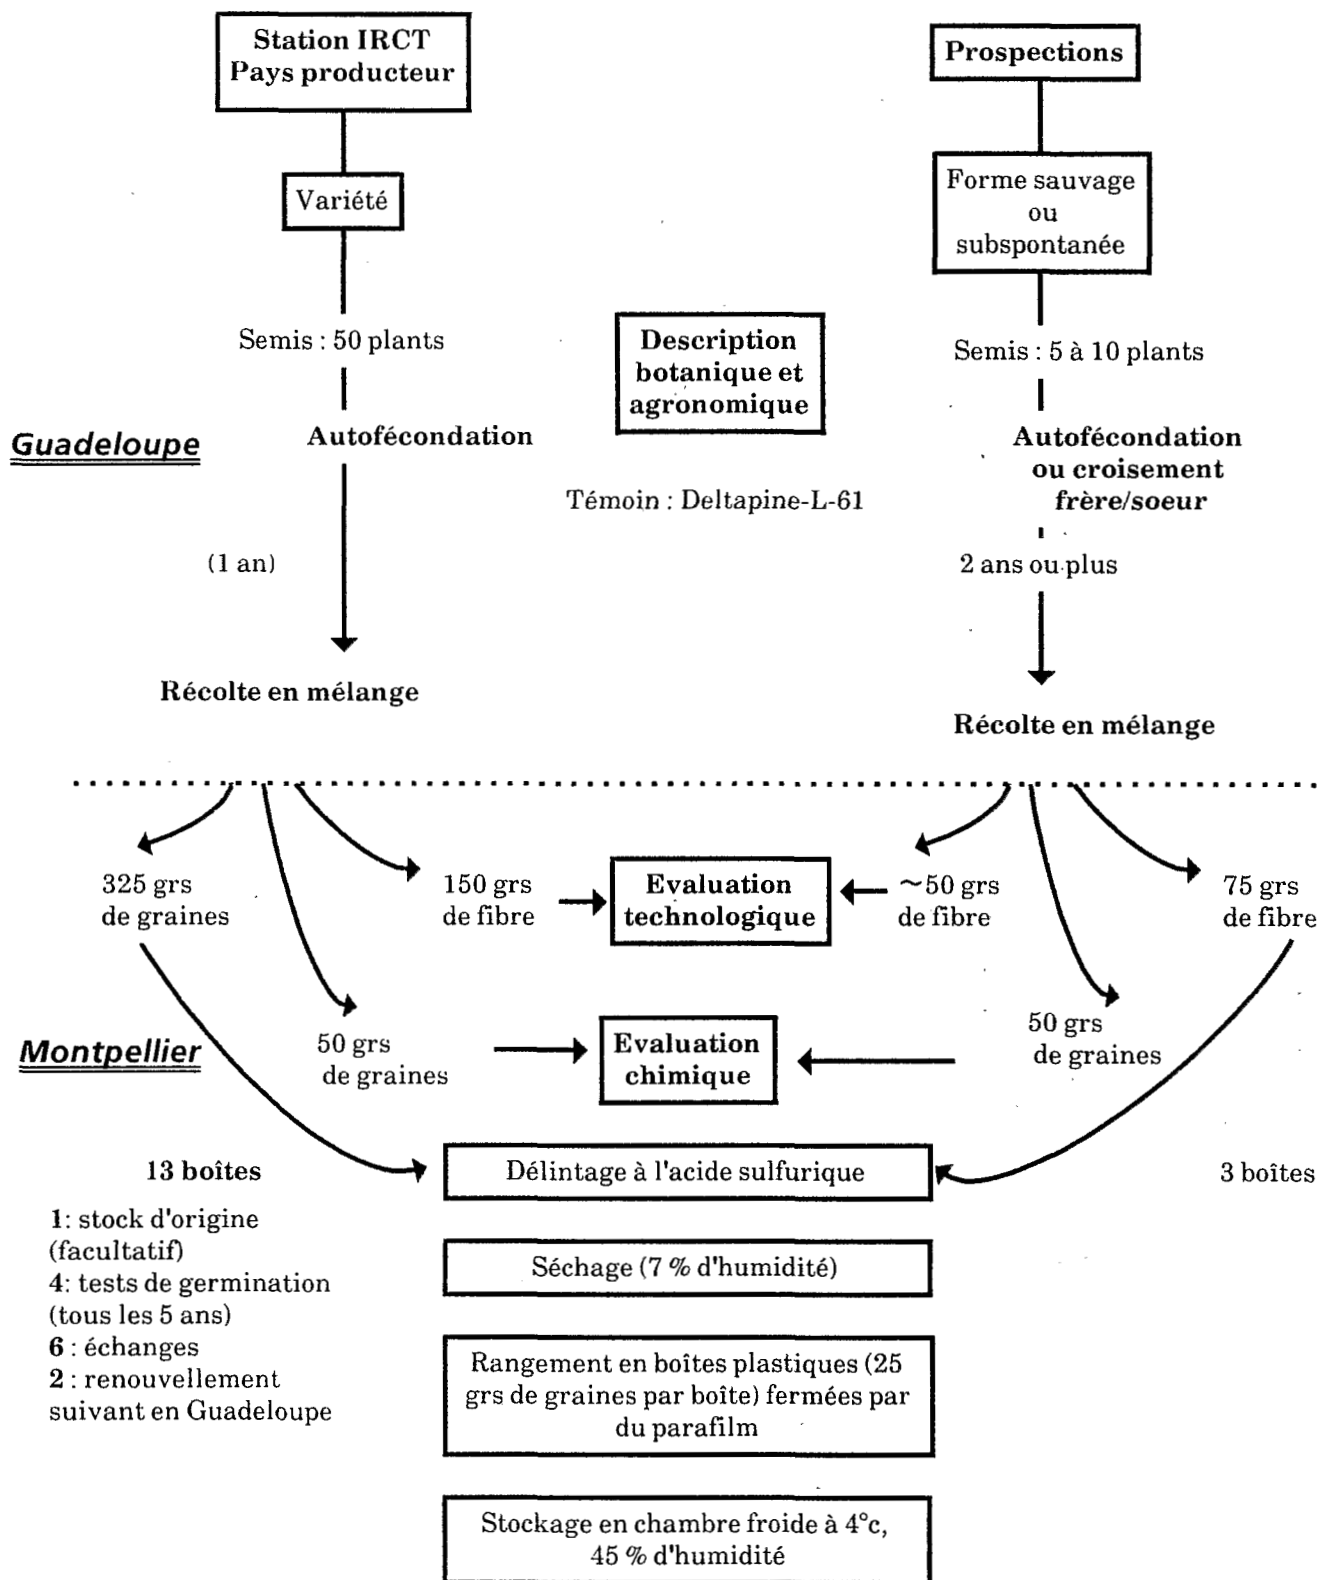 Station IRCT
Pays producteur
Prospections
Variété
Forme sauvage
ou
subspontanée
Semis : 50 plants
Description
botanique et
agronomique
Semis : 5 à 10 plants
Guadeloupe
Autofécondation
Autofécondation
ou croisement
frère/soeur
Témoin : Deltapine-L-61
(1 an)
2 ans ou plus
Récolte en mélange
Récolte en mélange
325 grs
de graines
150 grs
de fibre
Evaluation
technologique
~50 grs
de fibre
75 grs
de fibre
Montpellier
50 grs
de graines
Evaluation
chimique
50 grs
de graines
13 boîtes
Délintage à l'acide sulfurique
3 boîtes
1: stock d'origine
(facultatif)
4: tests de germination
(tous les 5 ans)
6 : échanges
2 : renouvellement
suivant en Guadeloupe
Séchage (7 % d'humidité)
Rangement en boîtes plastiques (25
grs de graines par boîte) fermées par
du parafilm
Stockage en chambre froide à 4°c,
45 % d'humidité